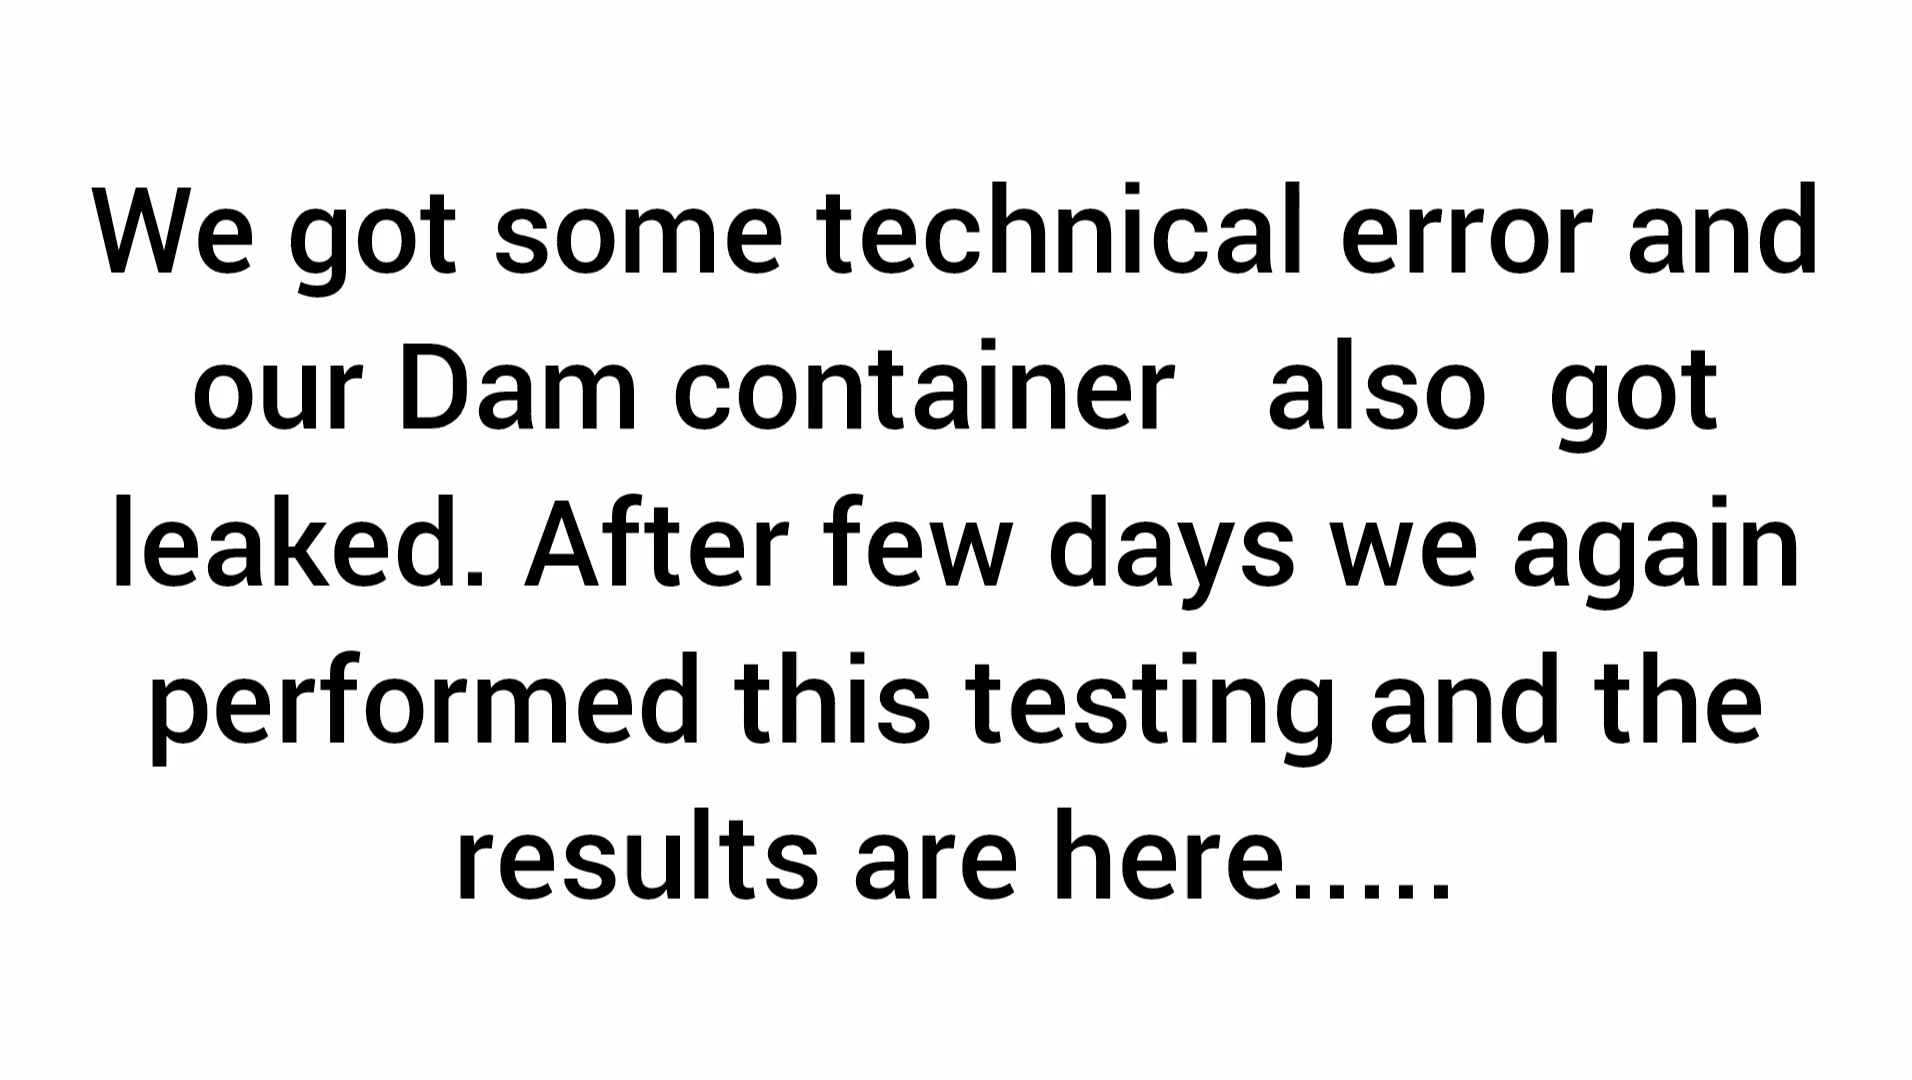 We got some technical error and
our Dam container   also  got
leaked. After few days we again
performed this testing and the
results are here.....